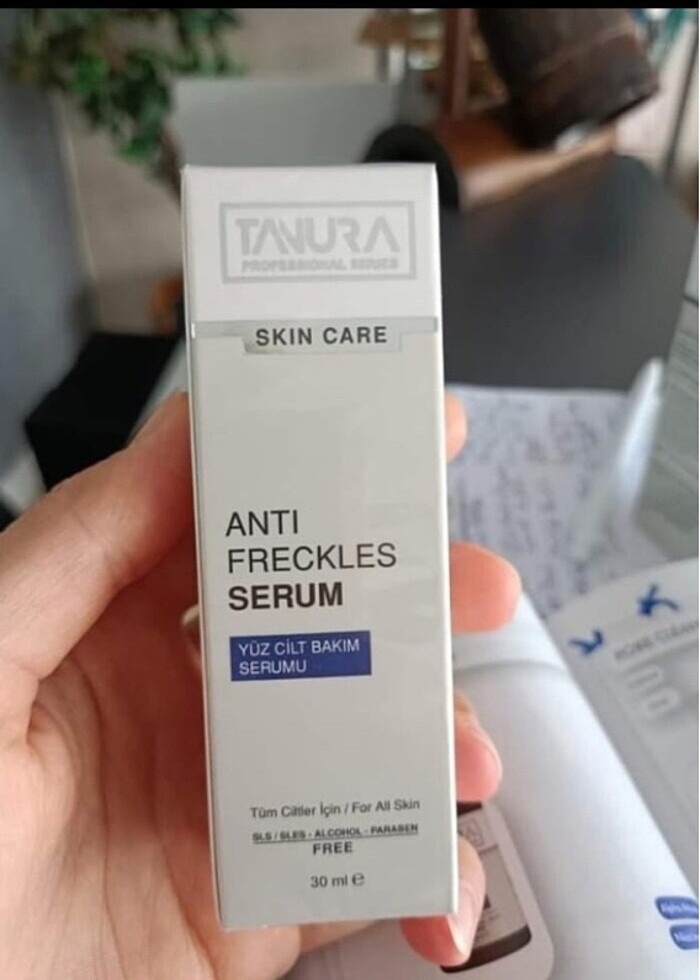 TANURA
PROFESSIONAL SERIES
SKIN CARE
ANTI
FRECKLES
SERUM
YÜZ CİLT BAKIM
SERUMU
Tüm Ciltler İçin / For All Skin
SLS / SLES - ALCOHOL - PARABEN
FREE
30 ml e